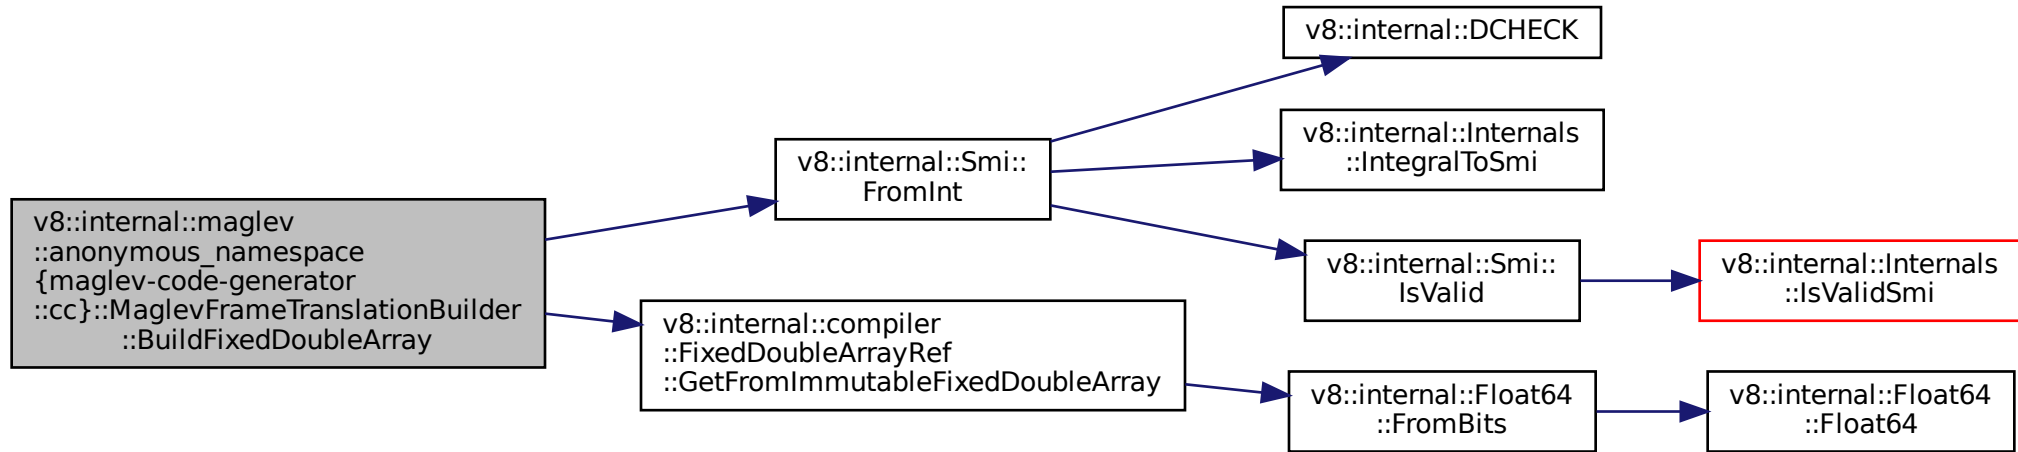 v8::internal::maglev
::anonymous_namespace
{maglev-code-generator
::cc}::MaglevFrameTranslationBuilder
::BuildFixedDoubleArray
v8::internal::Smi::
FromInt
v8::internal::DCHECK
v8::internal::Internals
::IntegralToSmi
v8::internal::Smi::
IsValid
v8::internal::Internals
::IsValidSmi
v8::internal::compiler
::FixedDoubleArrayRef
::GetFromImmutableFixedDoubleArray
v8::internal::Float64
::FromBits
v8::internal::Float64
::Float64